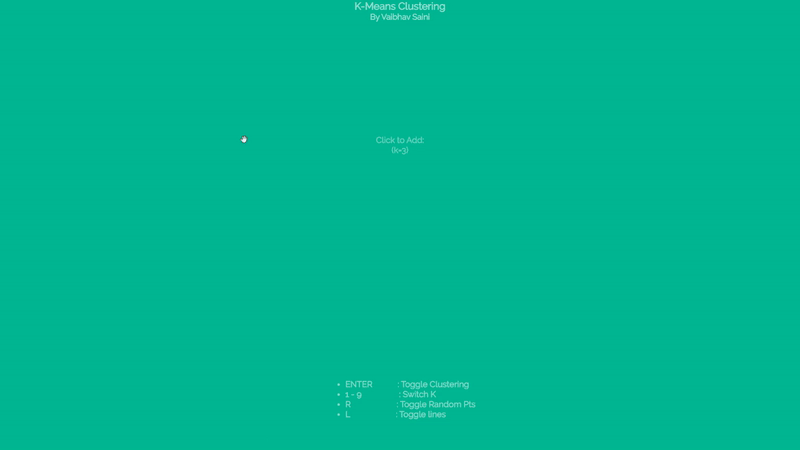 K-Means Clustering
By Vaibhav Saini
Click to Add:
(k=3)
• ENTER : Toggle Clustering
• 1 - 9 : Switch K
• R : Toggle Random Pts
• L : Toggle lines